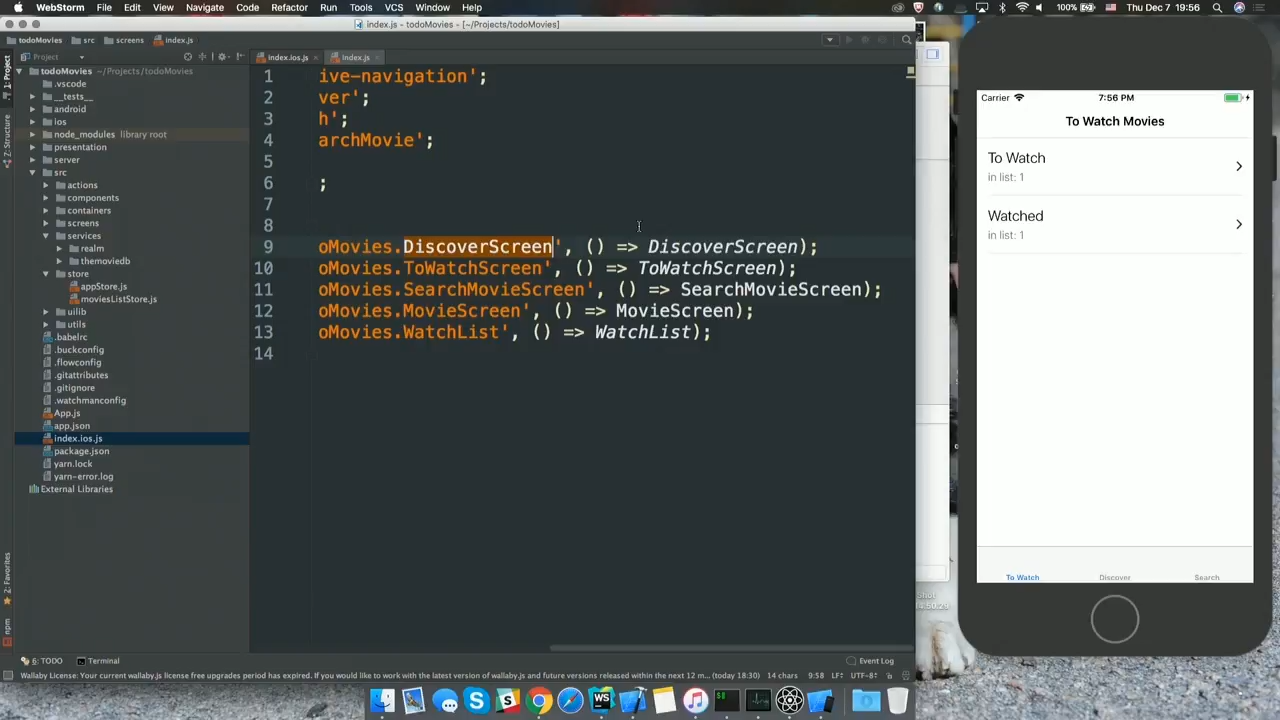 WebStorm File Edit View Navigate Code Refactor Run Tools VCS Window Help
100% Thu Dec 7 19:56
index.js - todoMovies - [~/Projects/todoMovies]
todoMovies src screens index.js
Project
index.ios.js × index.js ×
1: Project
Z: Structure
2: Favorites
npm
todoMovies ~/Projects/todoMovies
.vscode
__tests__
android
ios
node_modules library root
presentation
server
src
actions
components
containers
screens
services
realm
themoviedb
store
appStore.js
moviesListStore.js
uilib
utils
.babelrc
.buckconfig
.flowconfig
.gitattributes
.gitignore
.watchmanconfig
App.js
app.json
index.ios.js
package.json
yarn.lock
yarn-error.log
External Libraries
1 ive-navigation';
2 ver';
3 h';
4 archMovie';
5
6 ;
7
8
9 oMovies.DiscoverScreen', () => DiscoverScreen);
10 oMovies.ToWatchScreen', () => ToWatchScreen);
11 oMovies.SearchMovieScreen', () => SearchMovieScreen);
12 oMovies.MovieScreen', () => MovieScreen);
13 oMovies.WatchList', () => WatchList);
14
6: TODO Terminal Event Log
Wallaby License: Your current wallaby.js license free upgrades period has expired. If you would like to work with the latest version of wallaby.js and future versions released within the next 12 m... (today 18:30) 14 chars 9:58 LF÷ UTF-8÷
Carrier 7:56 PM
To Watch Movies
To Watch
in list: 1
Watched
in list: 1
To Watch Discover Search